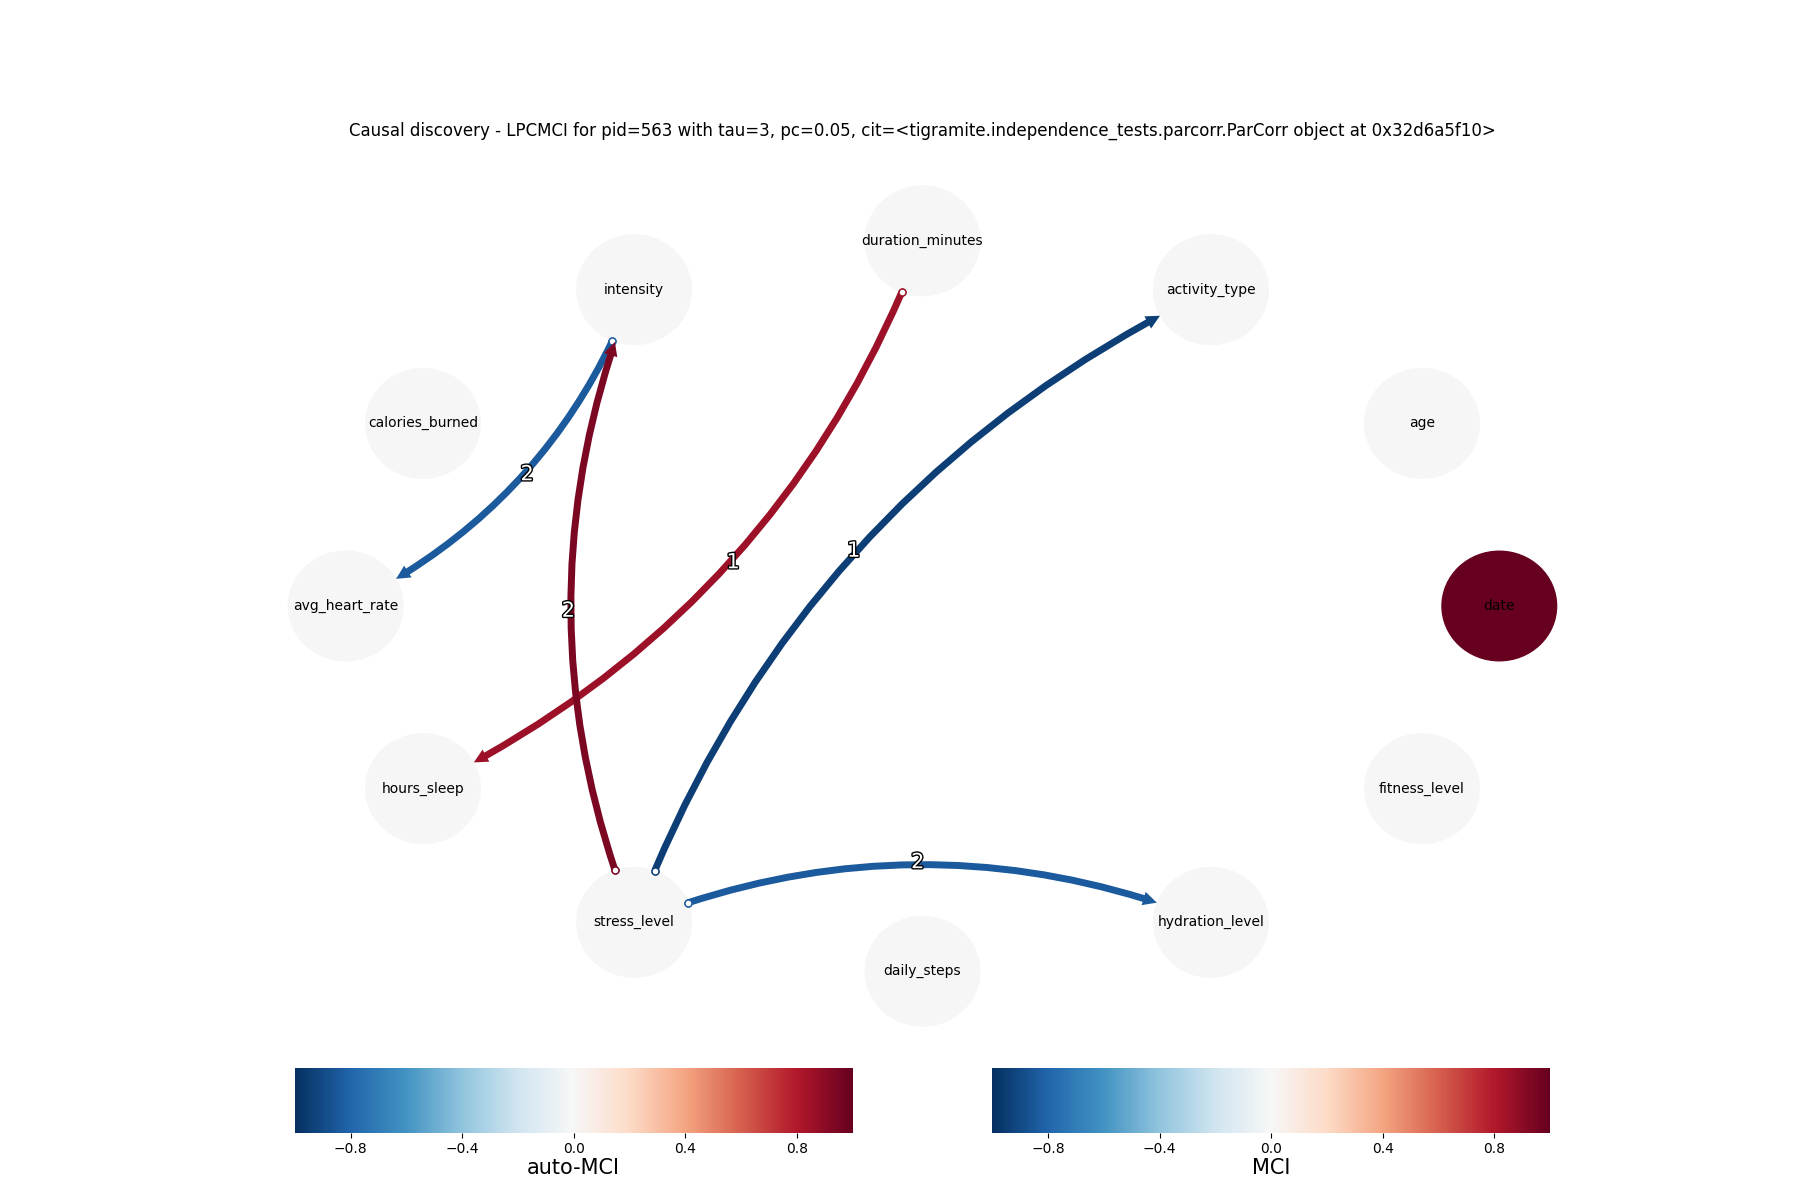 Causal discovery - LPCMCI for pid=563 with tau=3, pc=0.05, cit=<tigramite.independence_tests.parcorr.ParCorr object at 0x32d6a5f10>
duration_minutes
intensity
activity_type
calories_burned
age
2
1
1
avg_heart_rate
date
2
hours_sleep
fitness_level
2
stress_level
hydration_level
daily_steps
−0.8 −0.4 0.0 0.4 0.8
auto-MCI
−0.8 −0.4 0.0 0.4 0.8
MCI